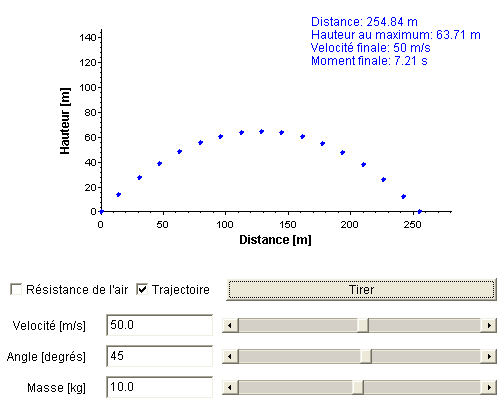 Distance: 254.84 m
Hauteur au maximum: 63.71 m
Velocité finale: 50 m/s
Moment finale: 7.21 s
Hauteur [m]
140
120
100
80
60
40
20
0
0 50 100 150 200 250
Distance [m]
Résistance de l'air Trajectoire Tirer
Velocité [m/s] 50.0
Angle [degrés] 45
Masse [kg] 10.0